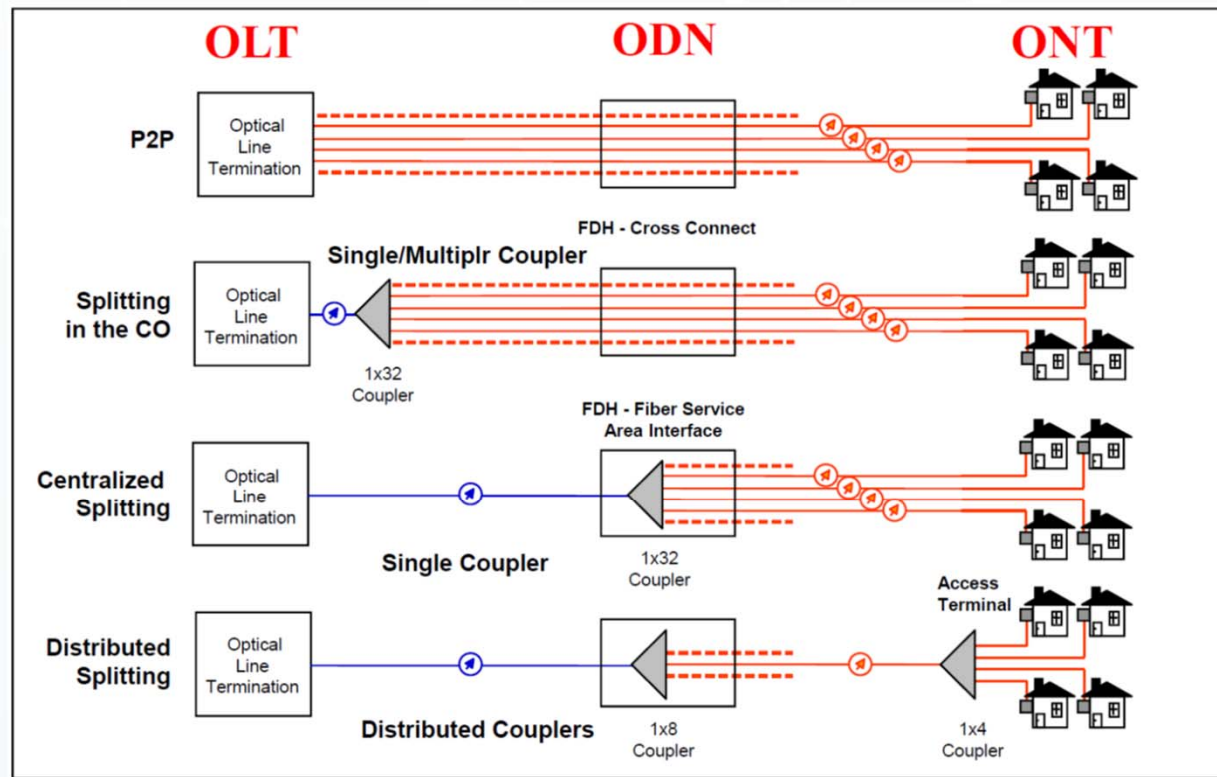 OLT
ODN
ONT
P2P
Optical
Line
Termination
FDH - Cross Connect
Single/Multiplr Coupler
Splitting
in the CO
Optical
Line
Termination
1x32
Coupler
FDH - Fiber Service
Area Interface
Centralized
Splitting
Optical
Line
Termination
Single Coupler
1x32
Coupler
Access
Terminal
Distributed
Splitting
Optical
Line
Termination
Distributed Couplers
1x8
Coupler
1x4
Coupler